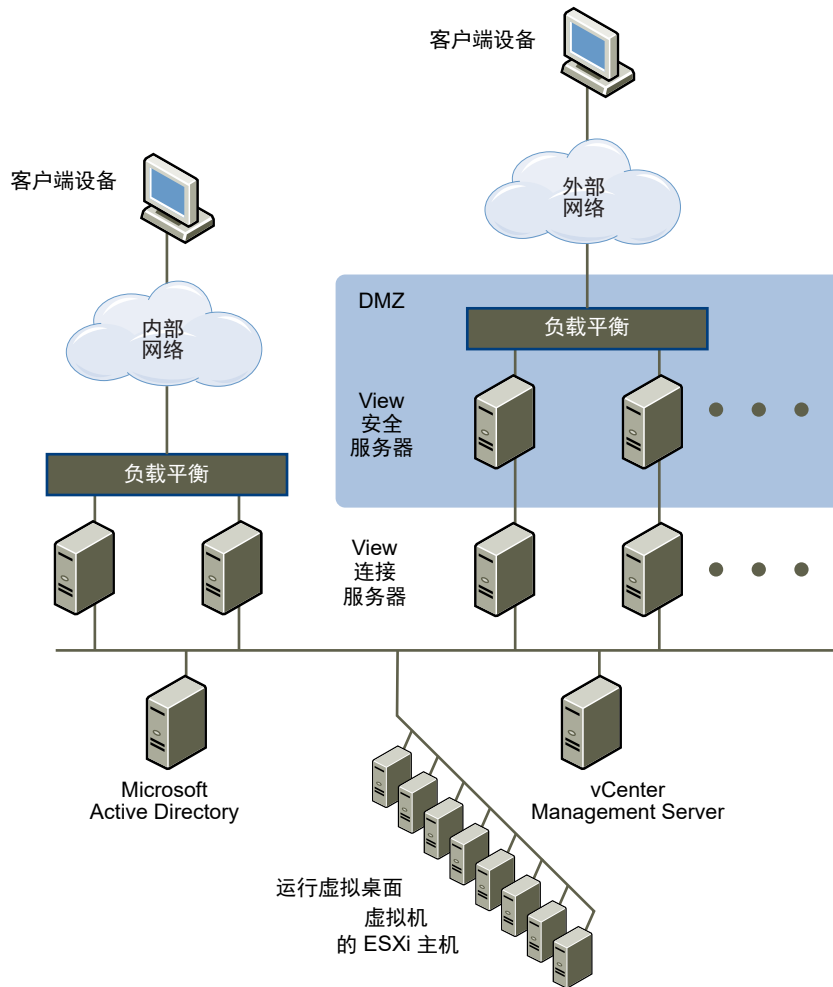 客户端设备
客户端设备
外部
网络
DMZ
内部
网络
负载平衡
View
安全
服务器
负载平衡
View
连接
服务器
Microsoft
Active Directory
vCenter
Management Server
运行虚拟桌面
虚拟机
的 ESXi 主机